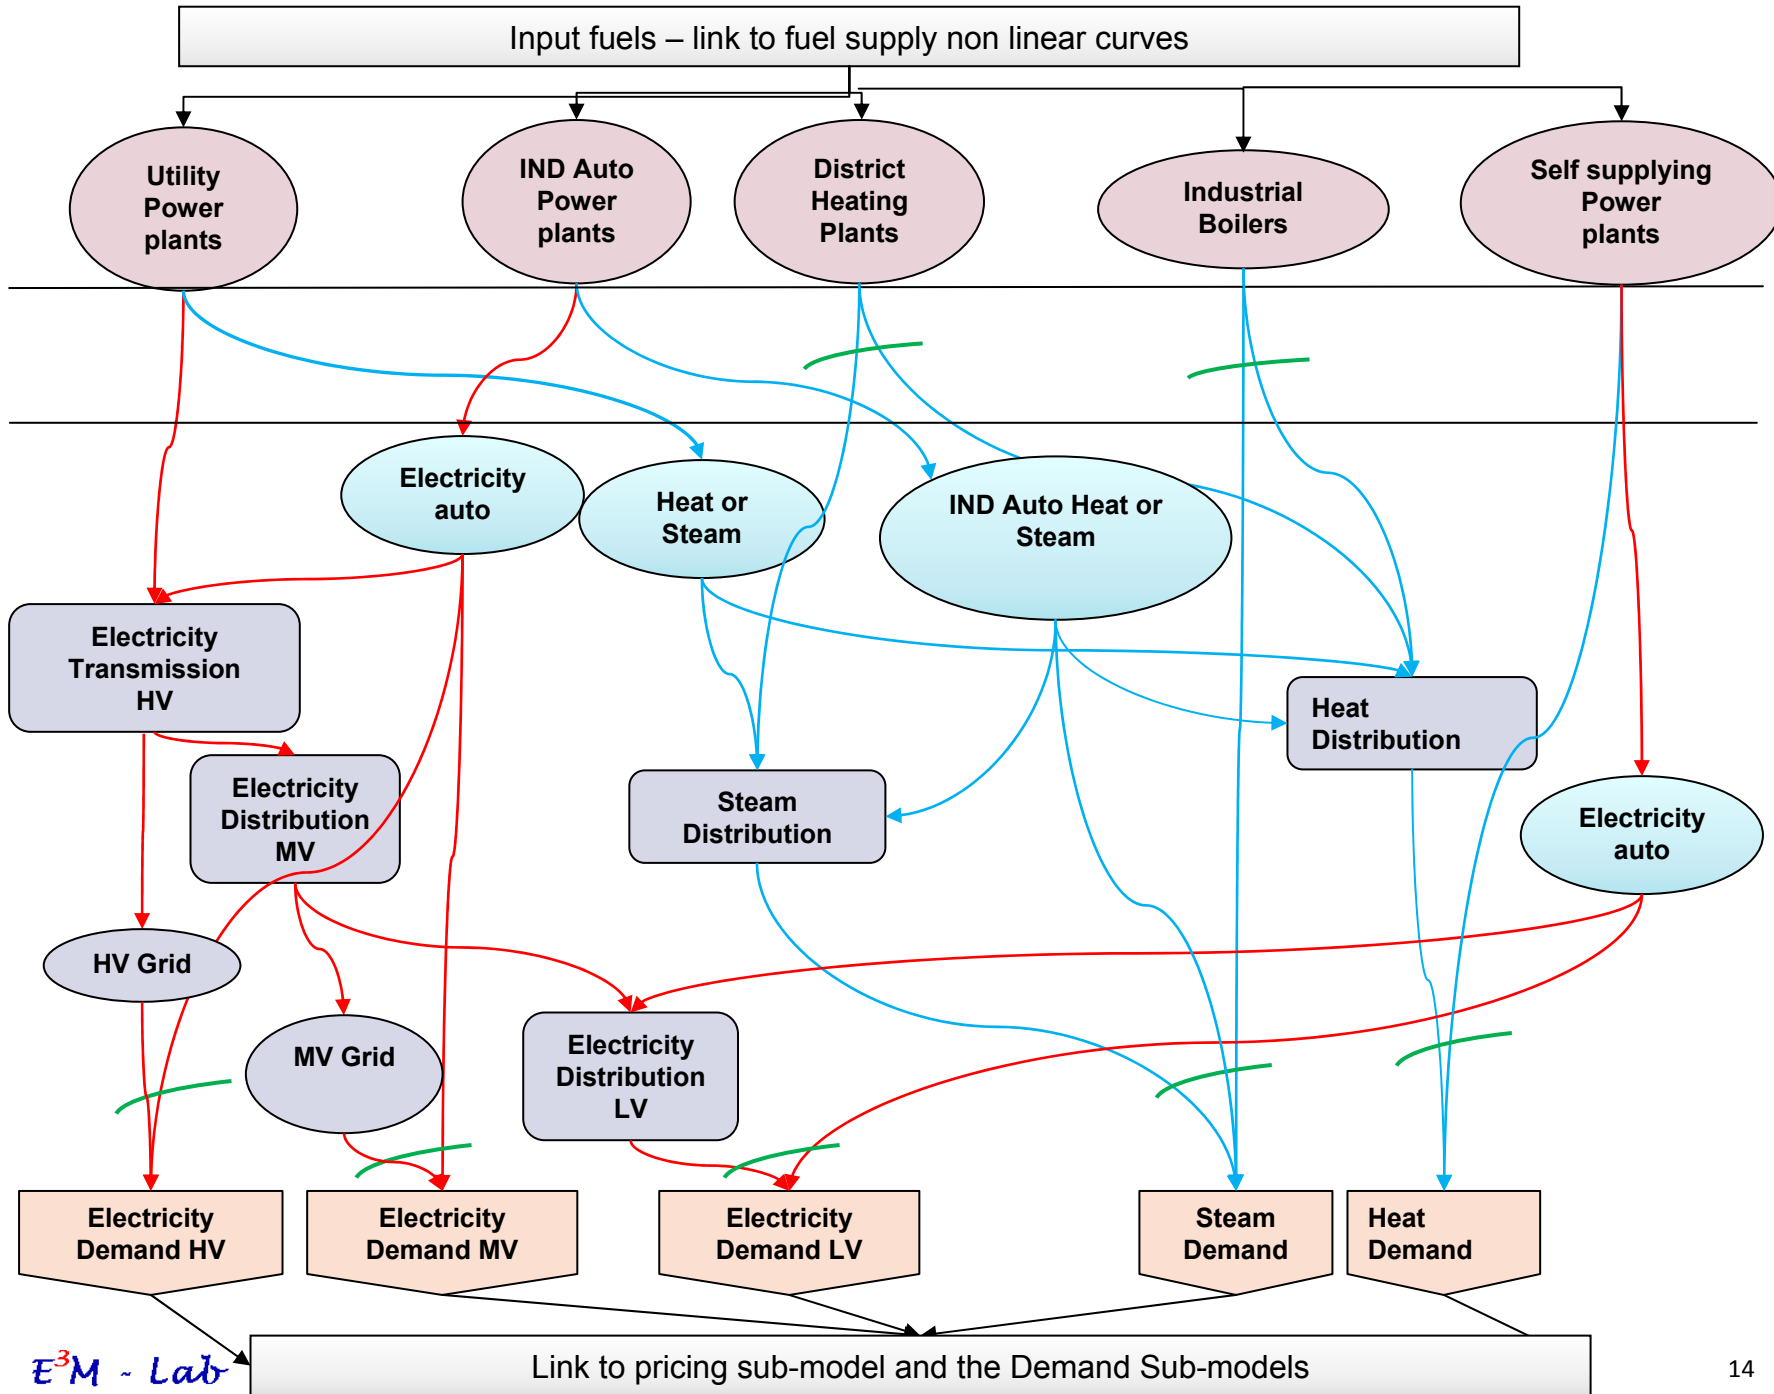 Input fuels – link to fuel supply non linear curves
Utility
Power
plants
IND Auto
Power
plants
District
Heating
Plants
Industrial
Boilers
Self supplying
Power
plants
Electricity
auto
Heat or
Steam
IND Auto Heat or
Steam
Electricity
Transmission
HV
Heat
Distribution
Electricity
Distribution
MV
Steam
Distribution
Electricity
auto
HV Grid
MV Grid
Electricity
Distribution
LV
Electricity
Demand HV
Electricity
Demand MV
Electricity
Demand LV
Steam
Demand
Heat
Demand
E³M - Lab
Link to pricing sub-model and the Demand Sub-models
14